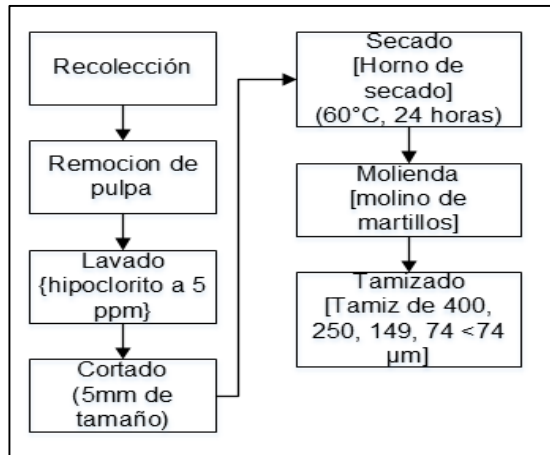 Recolección
Remocion de
pulpa
Lavado
{hipoclorito a 5
ppm}
Cortado
(5mm de
tamaño)
Secado
[Horno de
secado]
(60°C, 24 horas)
Molienda
[molino de
martillos]
Tamizado
[Tamiz de 400,
250, 149, 74 <74
µm]